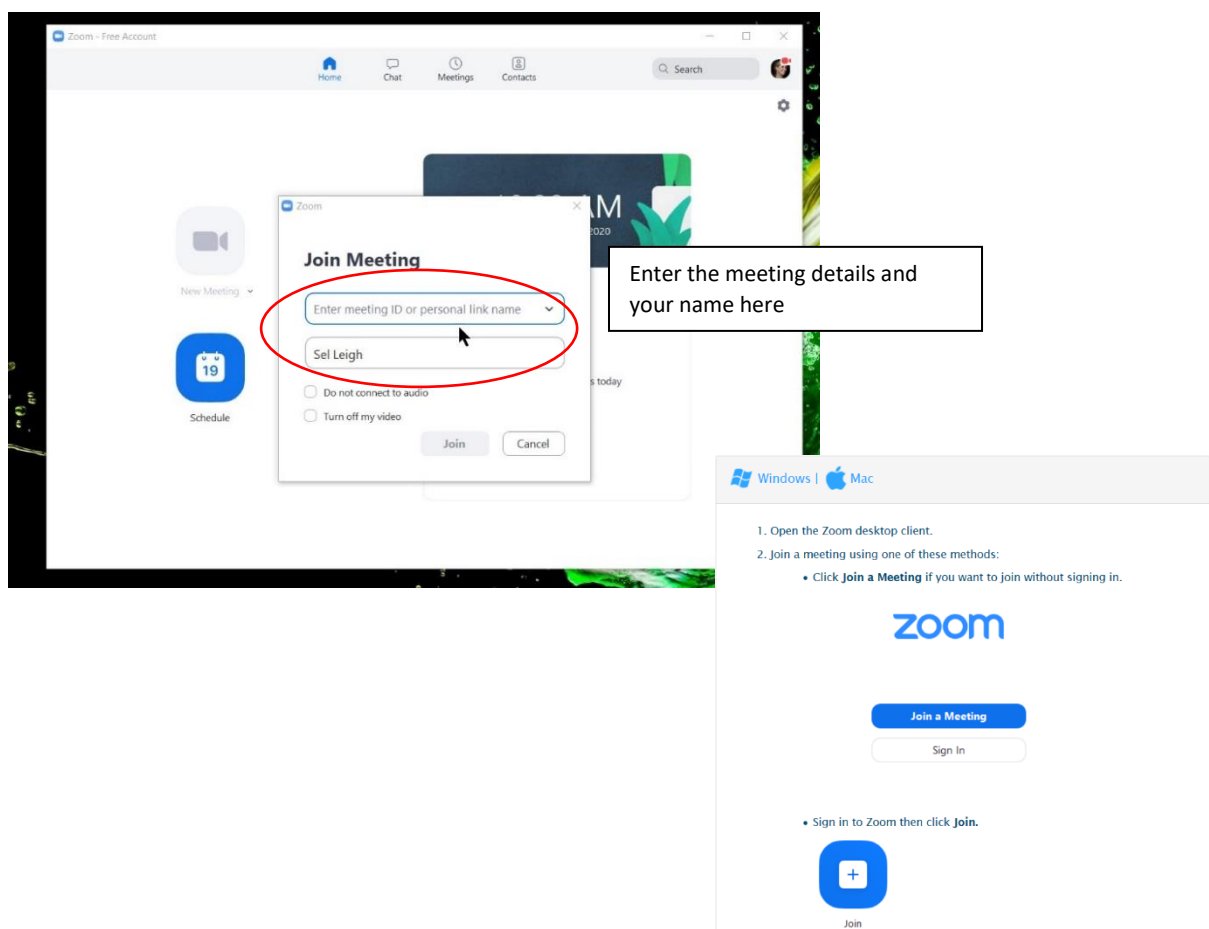 Zoom - Free Account
Home Chat Meetings Contacts
Search
AM
2020
Zoom
Join Meeting
Enter the meeting details and
your name here
New Meeting
Enter meeting ID or personal link name
Sel Leigh
19
s today
Do not connect to audio
Turn off my video
Schedule
Join Cancel
Windows | Mac
1. Open the Zoom desktop client.
2. Join a meeting using one of these methods:
• Click Join a Meeting if you want to join without signing in.
zoom
Join a Meeting
Sign In
• Sign in to Zoom then click Join.
Join